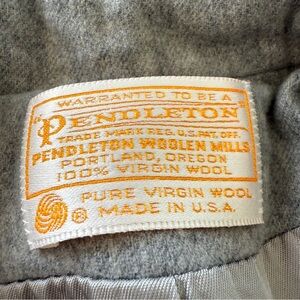 WARRANTED TO BE A
"PENDLETON"
TRADE MARK REG. U.S. PAT. OFF.
PENDLETON WOOLEN MILLS
PORTLAND, OREGON
100% VIRGIN WOOL
PURE VIRGIN WOOL
® MADE IN U.S.A.